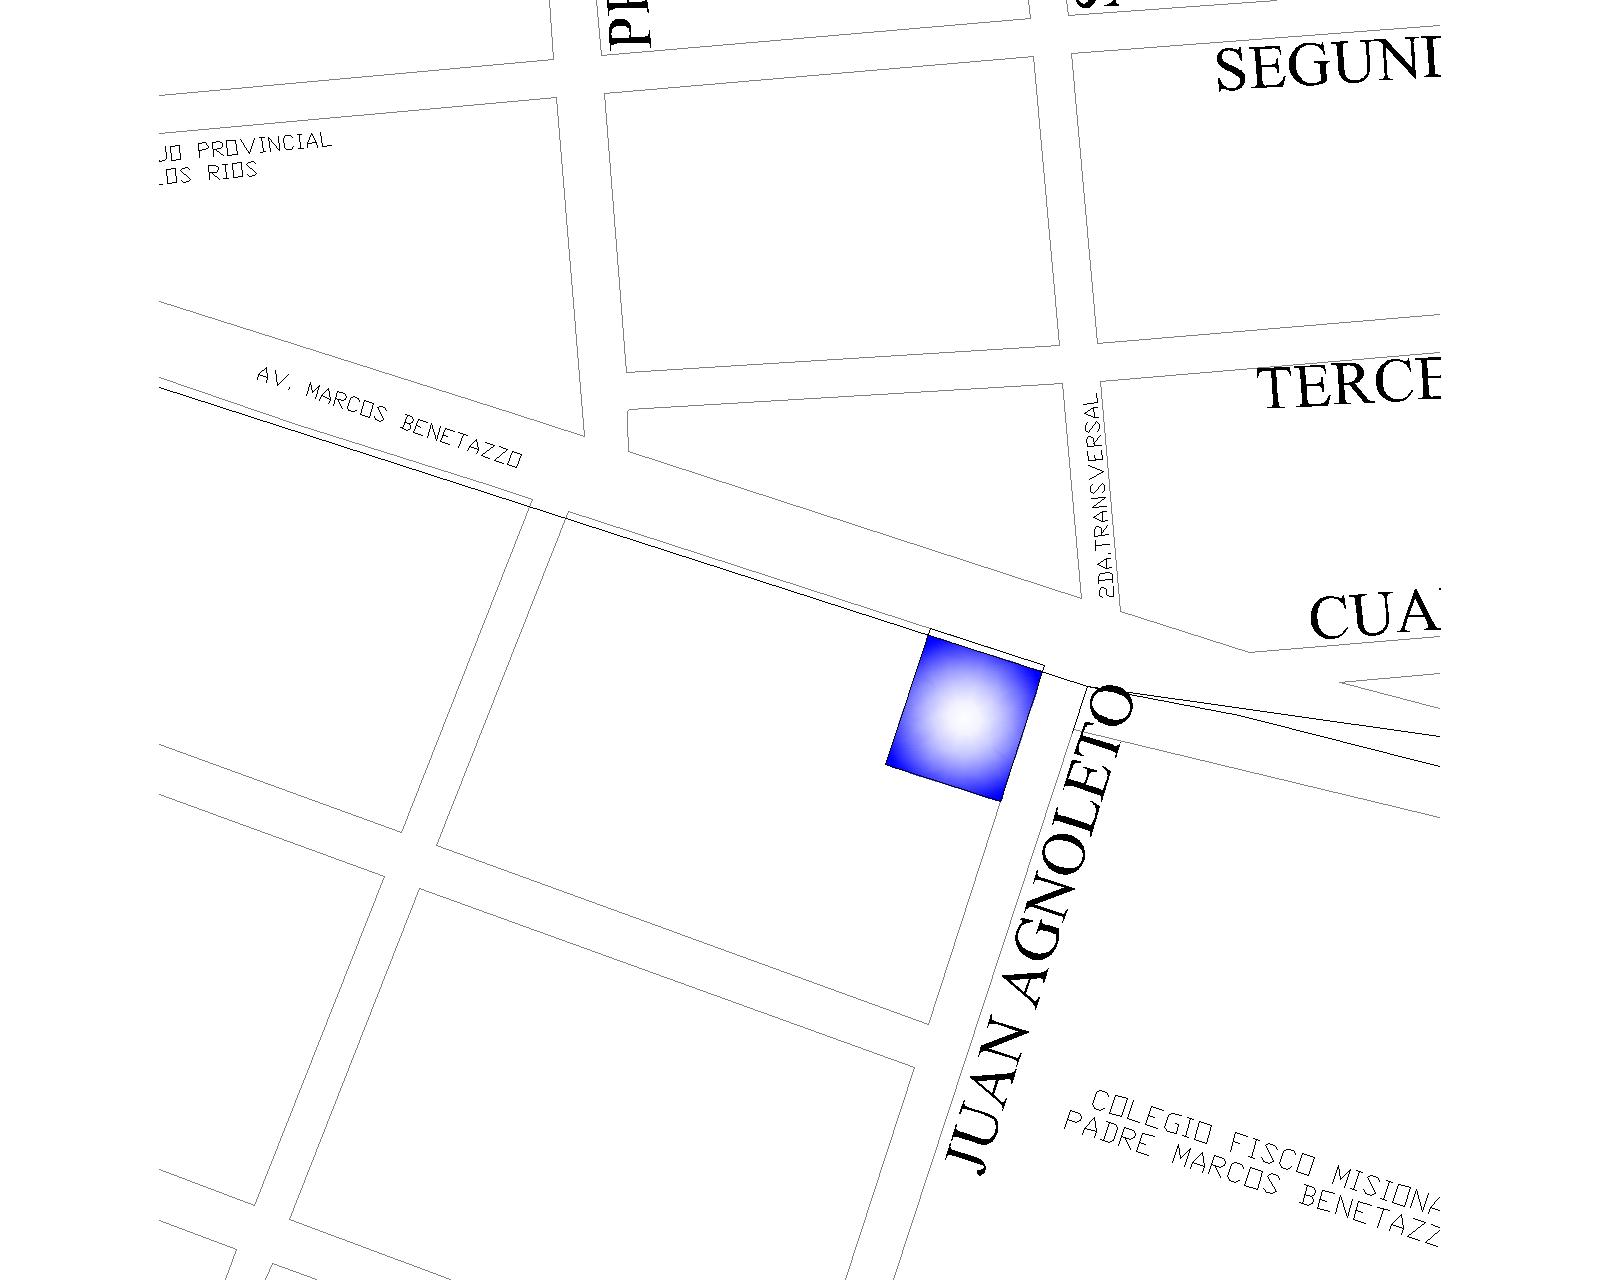 SEGUNI
JO PROVINCIAL
OS RIOS
TERCE
AV. MARCOS BENETAZZO
2DA.TRANSVERSAL
CUA
JUAN AGNOLETO
COLEGIO FISCO MISIONA
PADRE MARCOS BENETAZZ